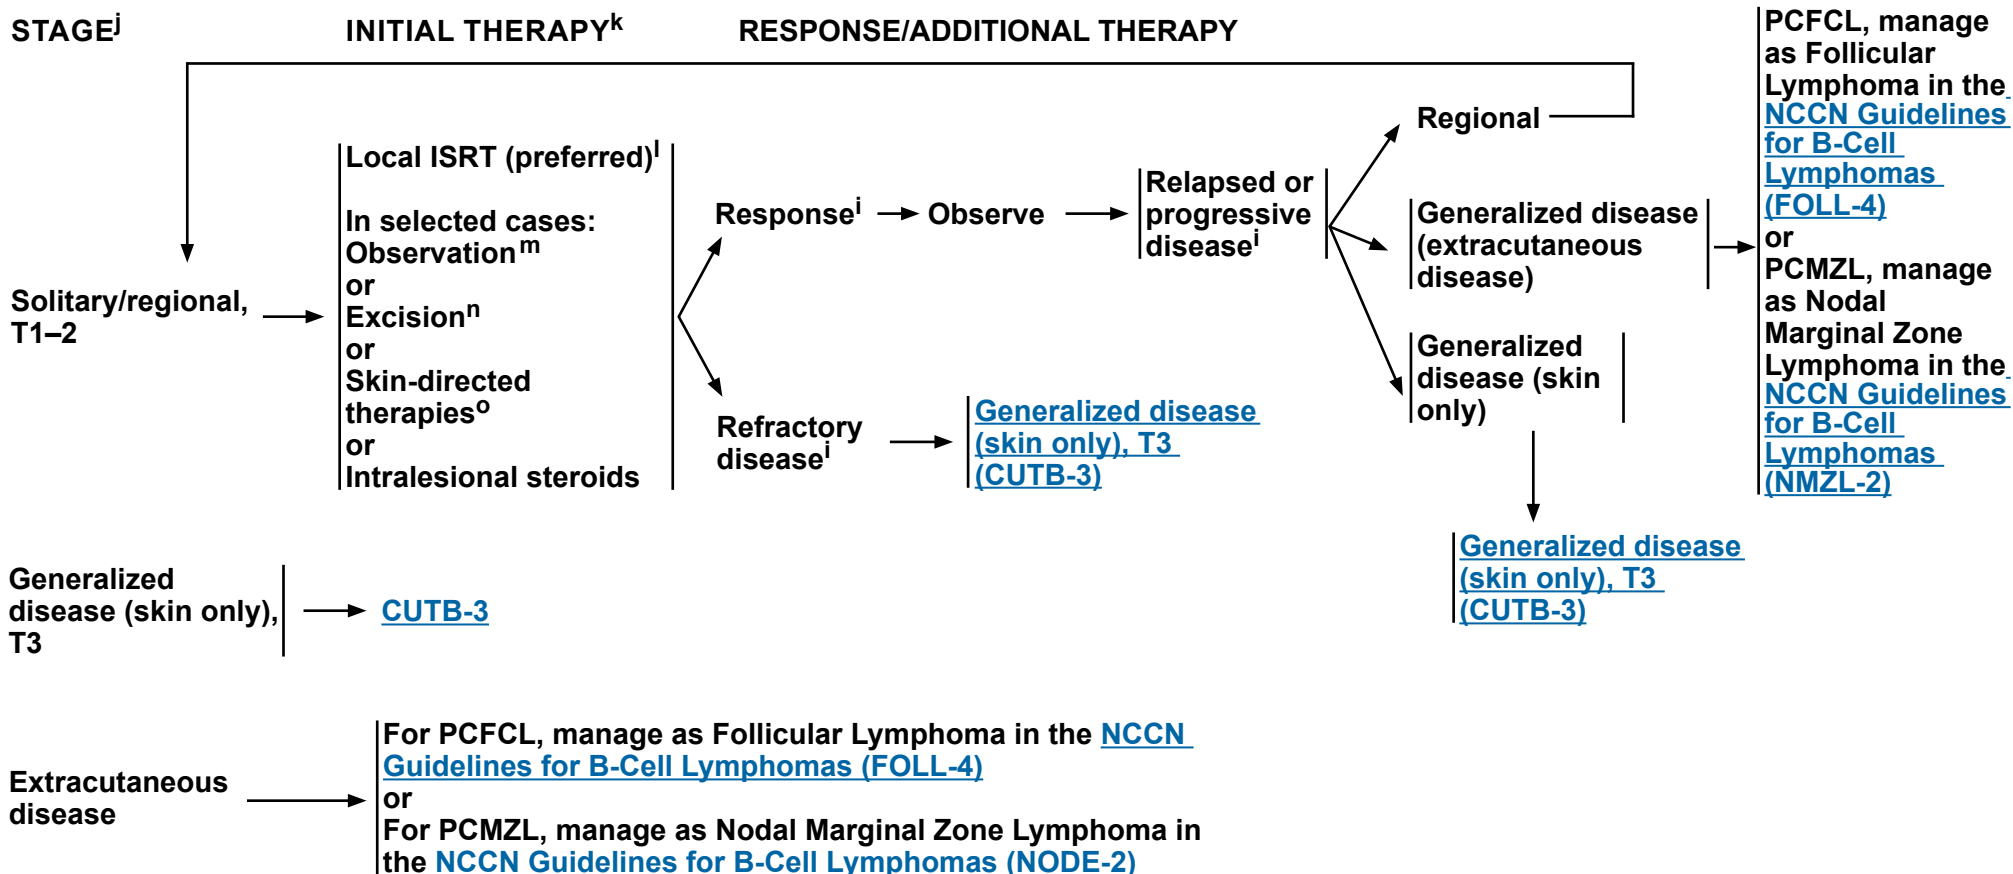 STAGEj
INITIAL THERAPYk
RESPONSE/ADDITIONAL THERAPY
Solitary/regional,
T1–2
Local ISRT (preferred)l
In selected cases:
Observationm
or
Excisionn
or
Skin-directed
therapieso
or
Intralesional steroids
Responsei
Observe
Relapsed or
progressive
diseasei
Regional
Generalized disease
(extracutaneous
disease)
PCFCL, manage
as Follicular
Lymphoma in the
NCCN Guidelines
for B-Cell
Lymphomas
(FOLL-4)
or
PCMZL, manage
as Nodal
Marginal Zone
Lymphoma in the
NCCN Guidelines
for B-Cell
Lymphomas
(NMZL-2)
Generalized
disease (skin
only)
Generalized disease
(skin only), T3
(CUTB-3)
Refractory
diseasei
Generalized disease
(skin only), T3
(CUTB-3)
Generalized
disease (skin only),
T3
CUTB-3
Extracutaneous
disease
For PCFCL, manage as Follicular Lymphoma in the NCCN
Guidelines for B-Cell Lymphomas (FOLL-4)
or
For PCMZL, manage as Nodal Marginal Zone Lymphoma in
the NCCN Guidelines for B-Cell Lymphomas (NODE-2)